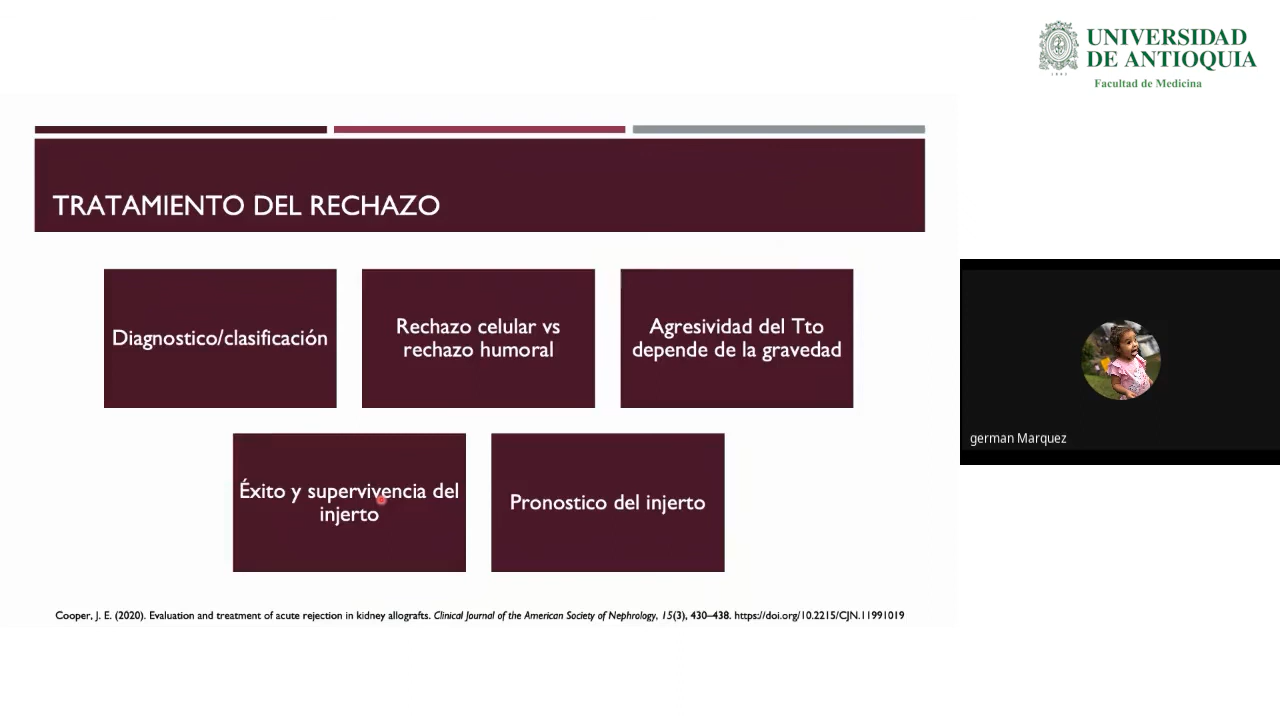 UNIVERSIDAD
DE ANTIOQUIA
1803
Facultad de Medicina
TRATAMIENTO DEL RECHAZO
Diagnostico/clasificación
Rechazo celular vs
rechazo humoral
Agresividad del Tto
depende de la gravedad
Éxito y supervivencia del
injerto
Pronostico del injerto
Cooper, J. E. (2020). Evaluation and treatment of acute rejection in kidney allografts. Clinical Journal of the American Society of Nephrology, 15(3), 430–438. https://doi.org/10.2215/CJN.11991019
german Marquez